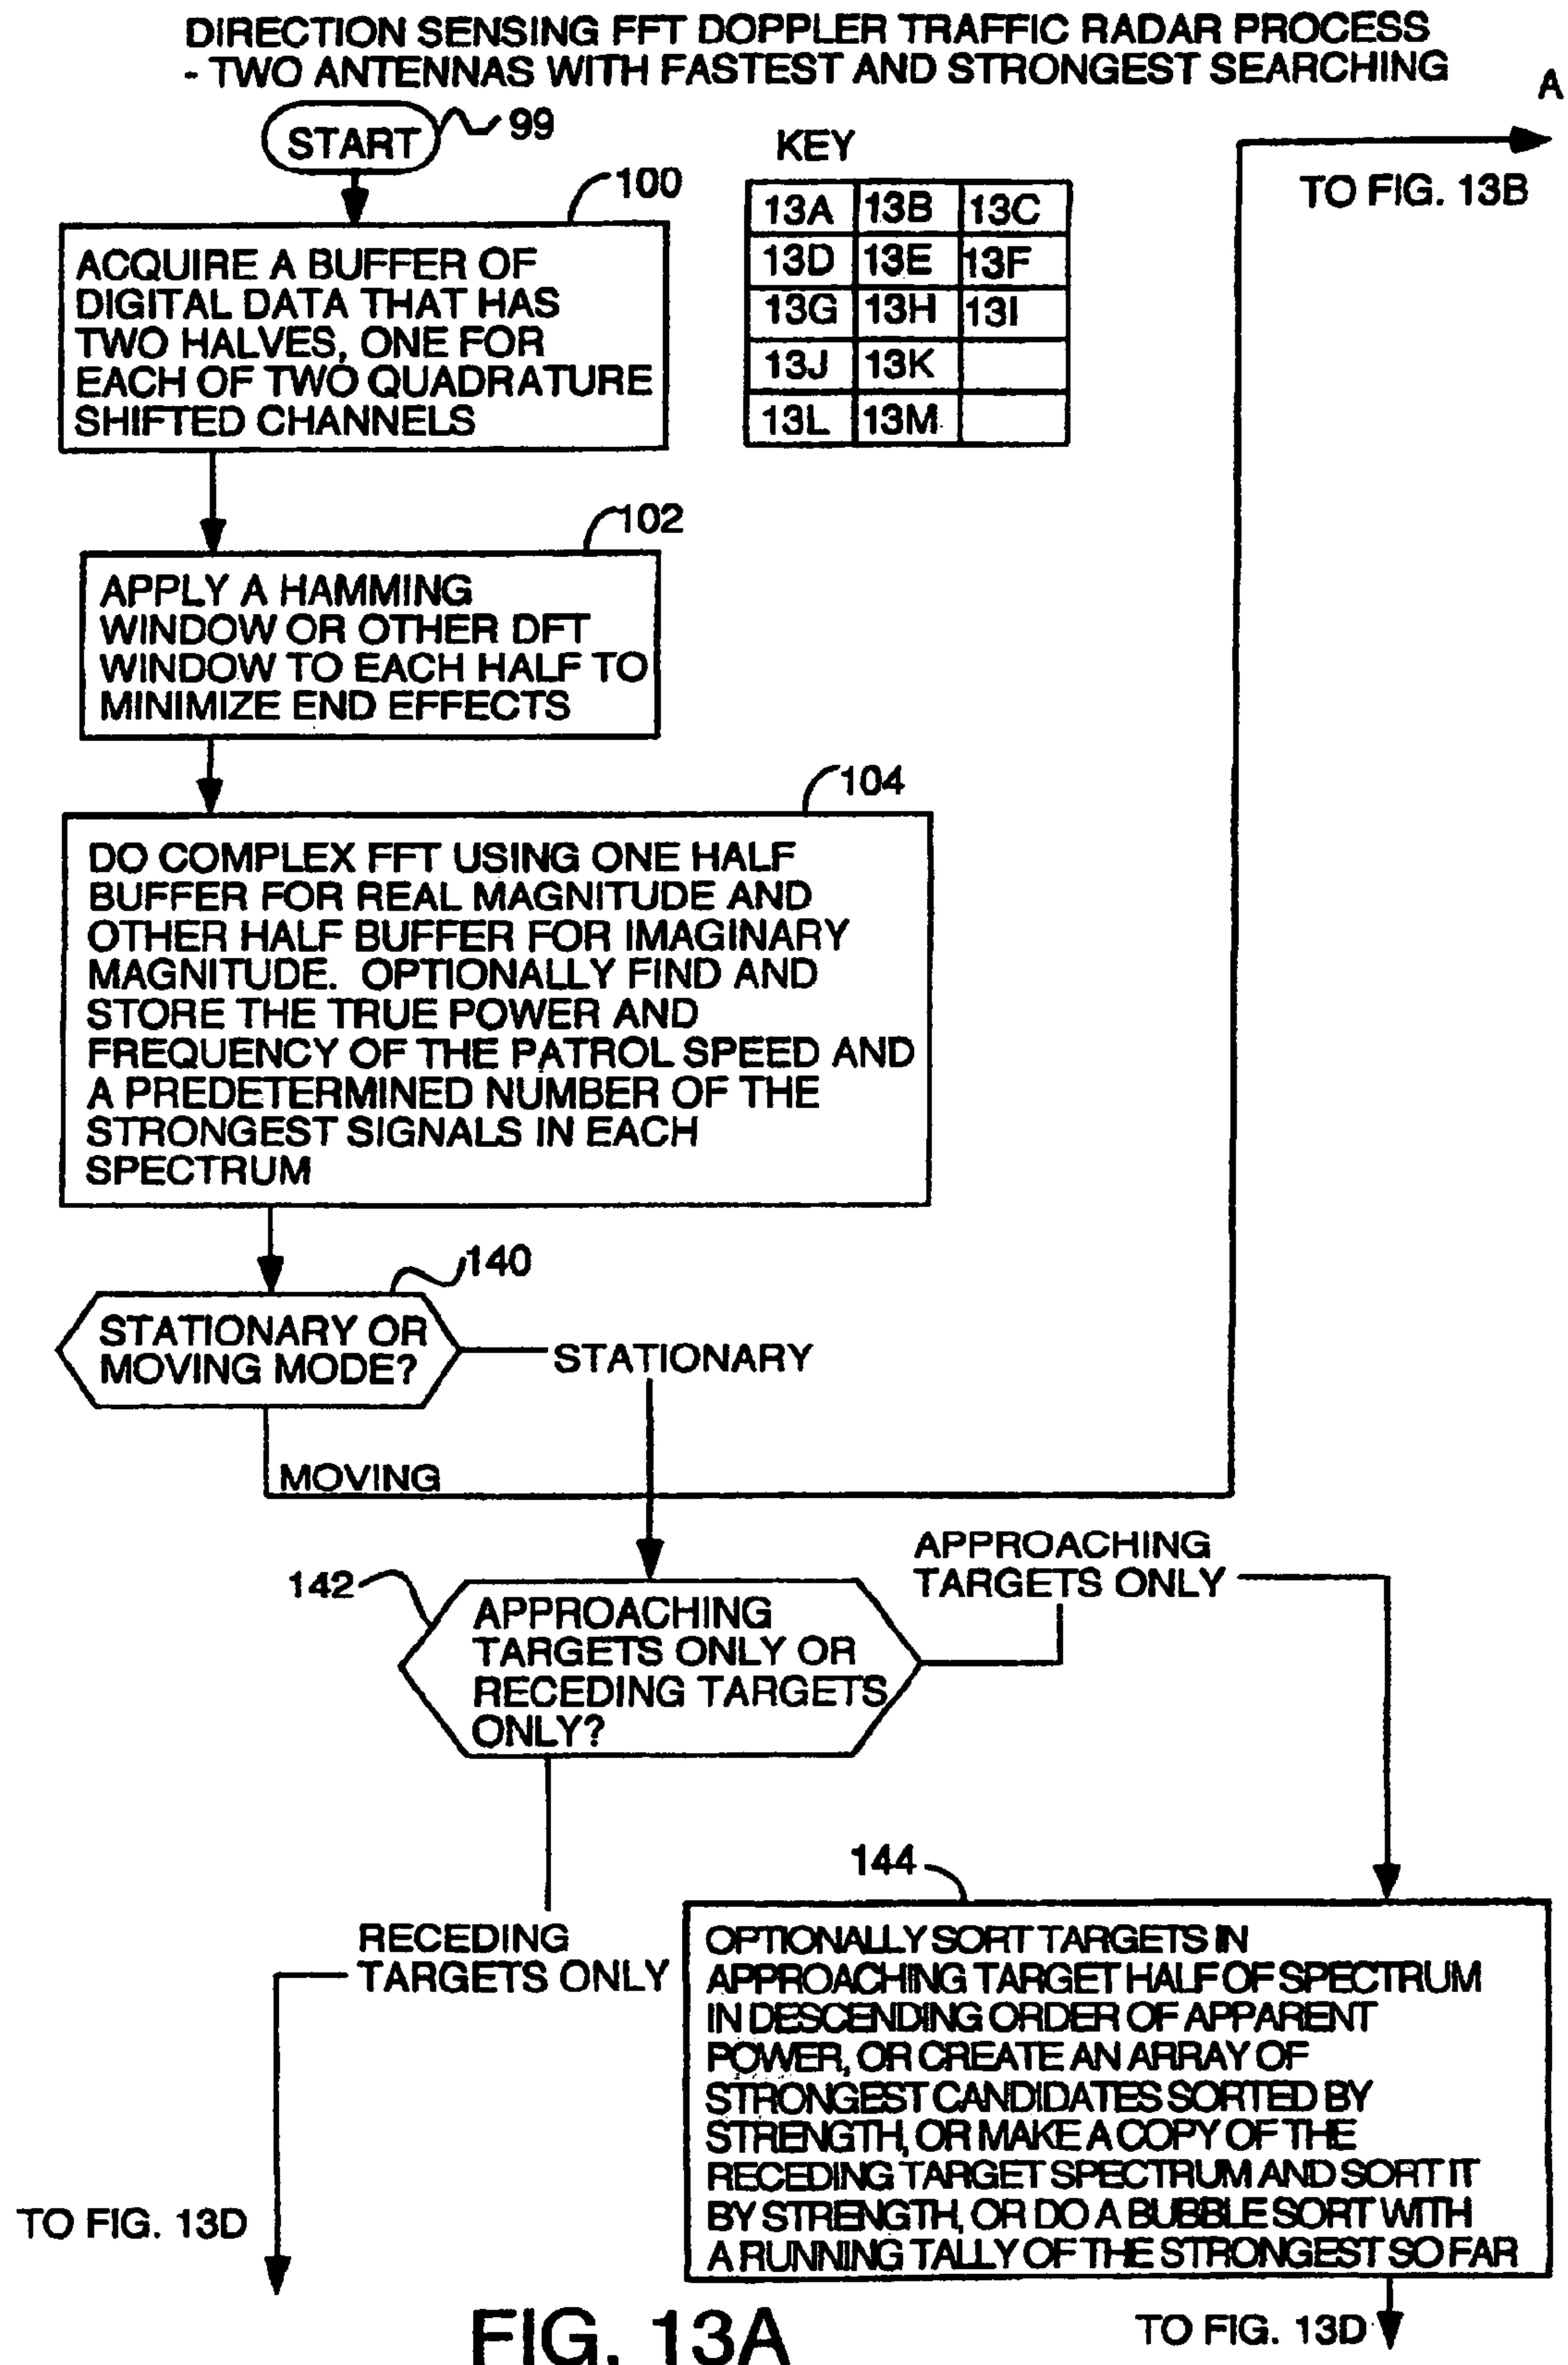 DIRECTION SENSING FFT DOPPLER TRAFFIC RADAR PROCESS
- TWO ANTENNAS WITH FASTEST AND STRONGEST SEARCHING
A
START
99
KEY
TO FIG. 13B
13A 13B 13C
13D 13E 13F
13G 13H 13I
13J 13K
13L 13M
100
ACQUIRE A BUFFER OF
DIGITAL DATA THAT HAS
TWO HALVES, ONE FOR
EACH OF TWO QUADRATURE
SHIFTED CHANNELS
102
APPLY A HAMMING
WINDOW OR OTHER DFT
WINDOW TO EACH HALF TO
MINIMIZE END EFFECTS
104
DO COMPLEX FFT USING ONE HALF
BUFFER FOR REAL MAGNITUDE AND
OTHER HALF BUFFER FOR IMAGINARY
MAGNITUDE. OPTIONALLY FIND AND
STORE THE TRUE POWER AND
FREQUENCY OF THE PATROL SPEED AND
A PREDETERMINED NUMBER OF THE
STRONGEST SIGNALS IN EACH
SPECTRUM
140
STATIONARY OR
MOVING MODE?
STATIONARY
MOVING
142
APPROACHING
TARGETS ONLY OR
RECEDING TARGETS
ONLY?
APPROACHING
TARGETS ONLY
RECEDING
TARGETS ONLY
TO FIG. 13D
144
OPTIONALLY SORT TARGETS IN
APPROACHING TARGET HALF OF SPECTRUM
IN DESCENDING ORDER OF APPARENT
POWER, OR CREATE AN ARRAY OF
STRONGEST CANDIDATES SORTED BY
STRENGTH, OR MAKE A COPY OF THE
RECEDING TARGET SPECTRUM AND SORT IT
BY STRENGTH, OR DO A BUBBLE SORT WITH
A RUNNING TALLY OF THE STRONGEST SO FAR
TO FIG. 13D
FIG. 13A